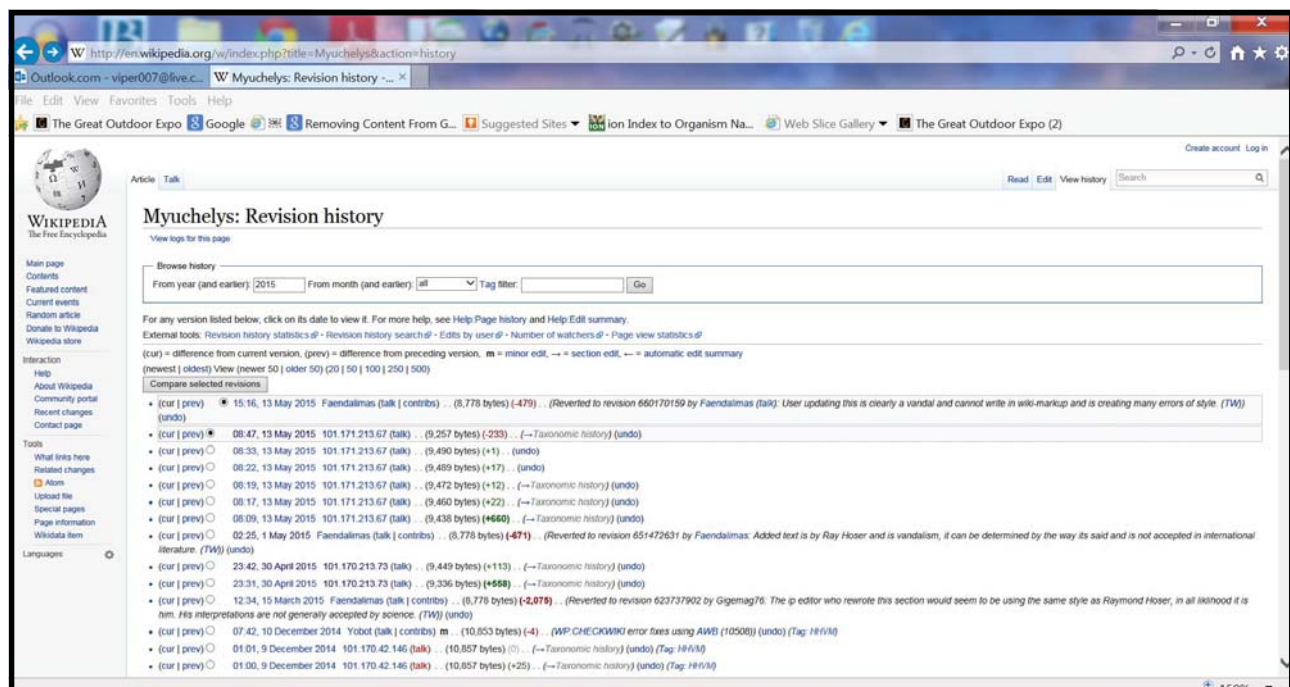 http://en.wikipedia.org/w/index.php?title=Myuchelys&action=history
Outlook.com - viper007@live.c...
W Myuchelys: Revision history -... ×
File Edit View Favorites Tools Help
The Great Outdoor Expo Google Removing Content From G... Suggested Sites ion Index to Organism Na... Web Slice Gallery The Great Outdoor Expo (2)
Create account Log in
Article Talk
Read Edit View history Search
WIKIPEDIA
The Free Encyclopedia
Main page
Contents
Featured content
Current events
Random article
Donate to Wikipedia
Wikipedia store
Interaction
Help
About Wikipedia
Community portal
Recent changes
Contact page
Tools
What links here
Related changes
Atom
Upload file
Special pages
Page information
Wikidata item
Languages
Myuchelys: Revision history
View logs for this page
Browse history
From year (and earlier): 2015 From month (and earlier): all Tag filter: Go
For any version listed below, click on its date to view it. For more help, see Help:Page history and Help:Edit summary.
External tools: Revision history statistics · Revision history search · Edits by user · Number of watchers · Page view statistics
(cur) = difference from current version, (prev) = difference from preceding version, m = minor edit, → = section edit, ← = automatic edit summary
(newest | oldest) View (newer 50 | older 50) (20 | 50 | 100 | 250 | 500)
Compare selected revisions
(cur | prev) 15:16, 13 May 2015 Faendalimas (talk | contribs) . . (8,778 bytes) (-479) . . (Reverted to revision 660170159 by Faendalimas (talk): User updating this is clearly a vandal and cannot write in wiki-markup and is creating many errors of style. (TW))
(undo)
(cur | prev) 08:47, 13 May 2015 101.171.213.67 (talk) . . (9,257 bytes) (-233) . . (→Taxonomic history) (undo)
(cur | prev) 08:33, 13 May 2015 101.171.213.67 (talk) . . (9,490 bytes) (+1) . . (undo)
(cur | prev) 08:22, 13 May 2015 101.171.213.67 (talk) . . (9,489 bytes) (+17) . . (undo)
(cur | prev) 08:19, 13 May 2015 101.171.213.67 (talk) . . (9,472 bytes) (+12) . . (→Taxonomic history) (undo)
(cur | prev) 08:17, 13 May 2015 101.171.213.67 (talk) . . (9,460 bytes) (+22) . . (→Taxonomic history) (undo)
(cur | prev) 08:09, 13 May 2015 101.171.213.67 (talk) . . (9,438 bytes) (+660) . . (→Taxonomic history) (undo)
(cur | prev) 02:25, 1 May 2015 Faendalimas (talk | contribs) . . (8,778 bytes) (-671) . . (Reverted to revision 651472631 by Faendalimas: Added text is by Ray Hoser and is vandalism, it can be determined by the way its said and is not accepted in international
literature. (TW)) (undo)
(cur | prev) 23:42, 30 April 2015 101.170.213.73 (talk) . . (9,449 bytes) (+113) . . (→Taxonomic history) (undo)
(cur | prev) 23:31, 30 April 2015 101.170.213.73 (talk) . . (9,336 bytes) (+558) . . (→Taxonomic history) (undo)
(cur | prev) 12:34, 15 March 2015 Faendalimas (talk | contribs) . . (8,778 bytes) (-2,075) . . (Reverted to revision 623737902 by Gigemag76: The ip editor who rewrote this section would seem to be using the same style as Raymond Hoser, in all liklihood it is
him. His interpretations are not generally accepted by science. (TW)) (undo)
(cur | prev) 07:42, 10 December 2014 Yobot (talk | contribs) m . . (10,853 bytes) (-4) . . (WP:CHECKWIKI error fixes using AWB (10508)) (undo) (Tag: HHVM)
(cur | prev) 01:01, 9 December 2014 101.170.42.146 (talk) . . (10,857 bytes) (0) . . (→Taxonomic history) (undo) (Tag: HHVM)
(cur | prev) 01:00, 9 December 2014 101.170.42.146 (talk) . . (10,857 bytes) (+25) . . (→Taxonomic history) (undo) (Tag: HHVM)